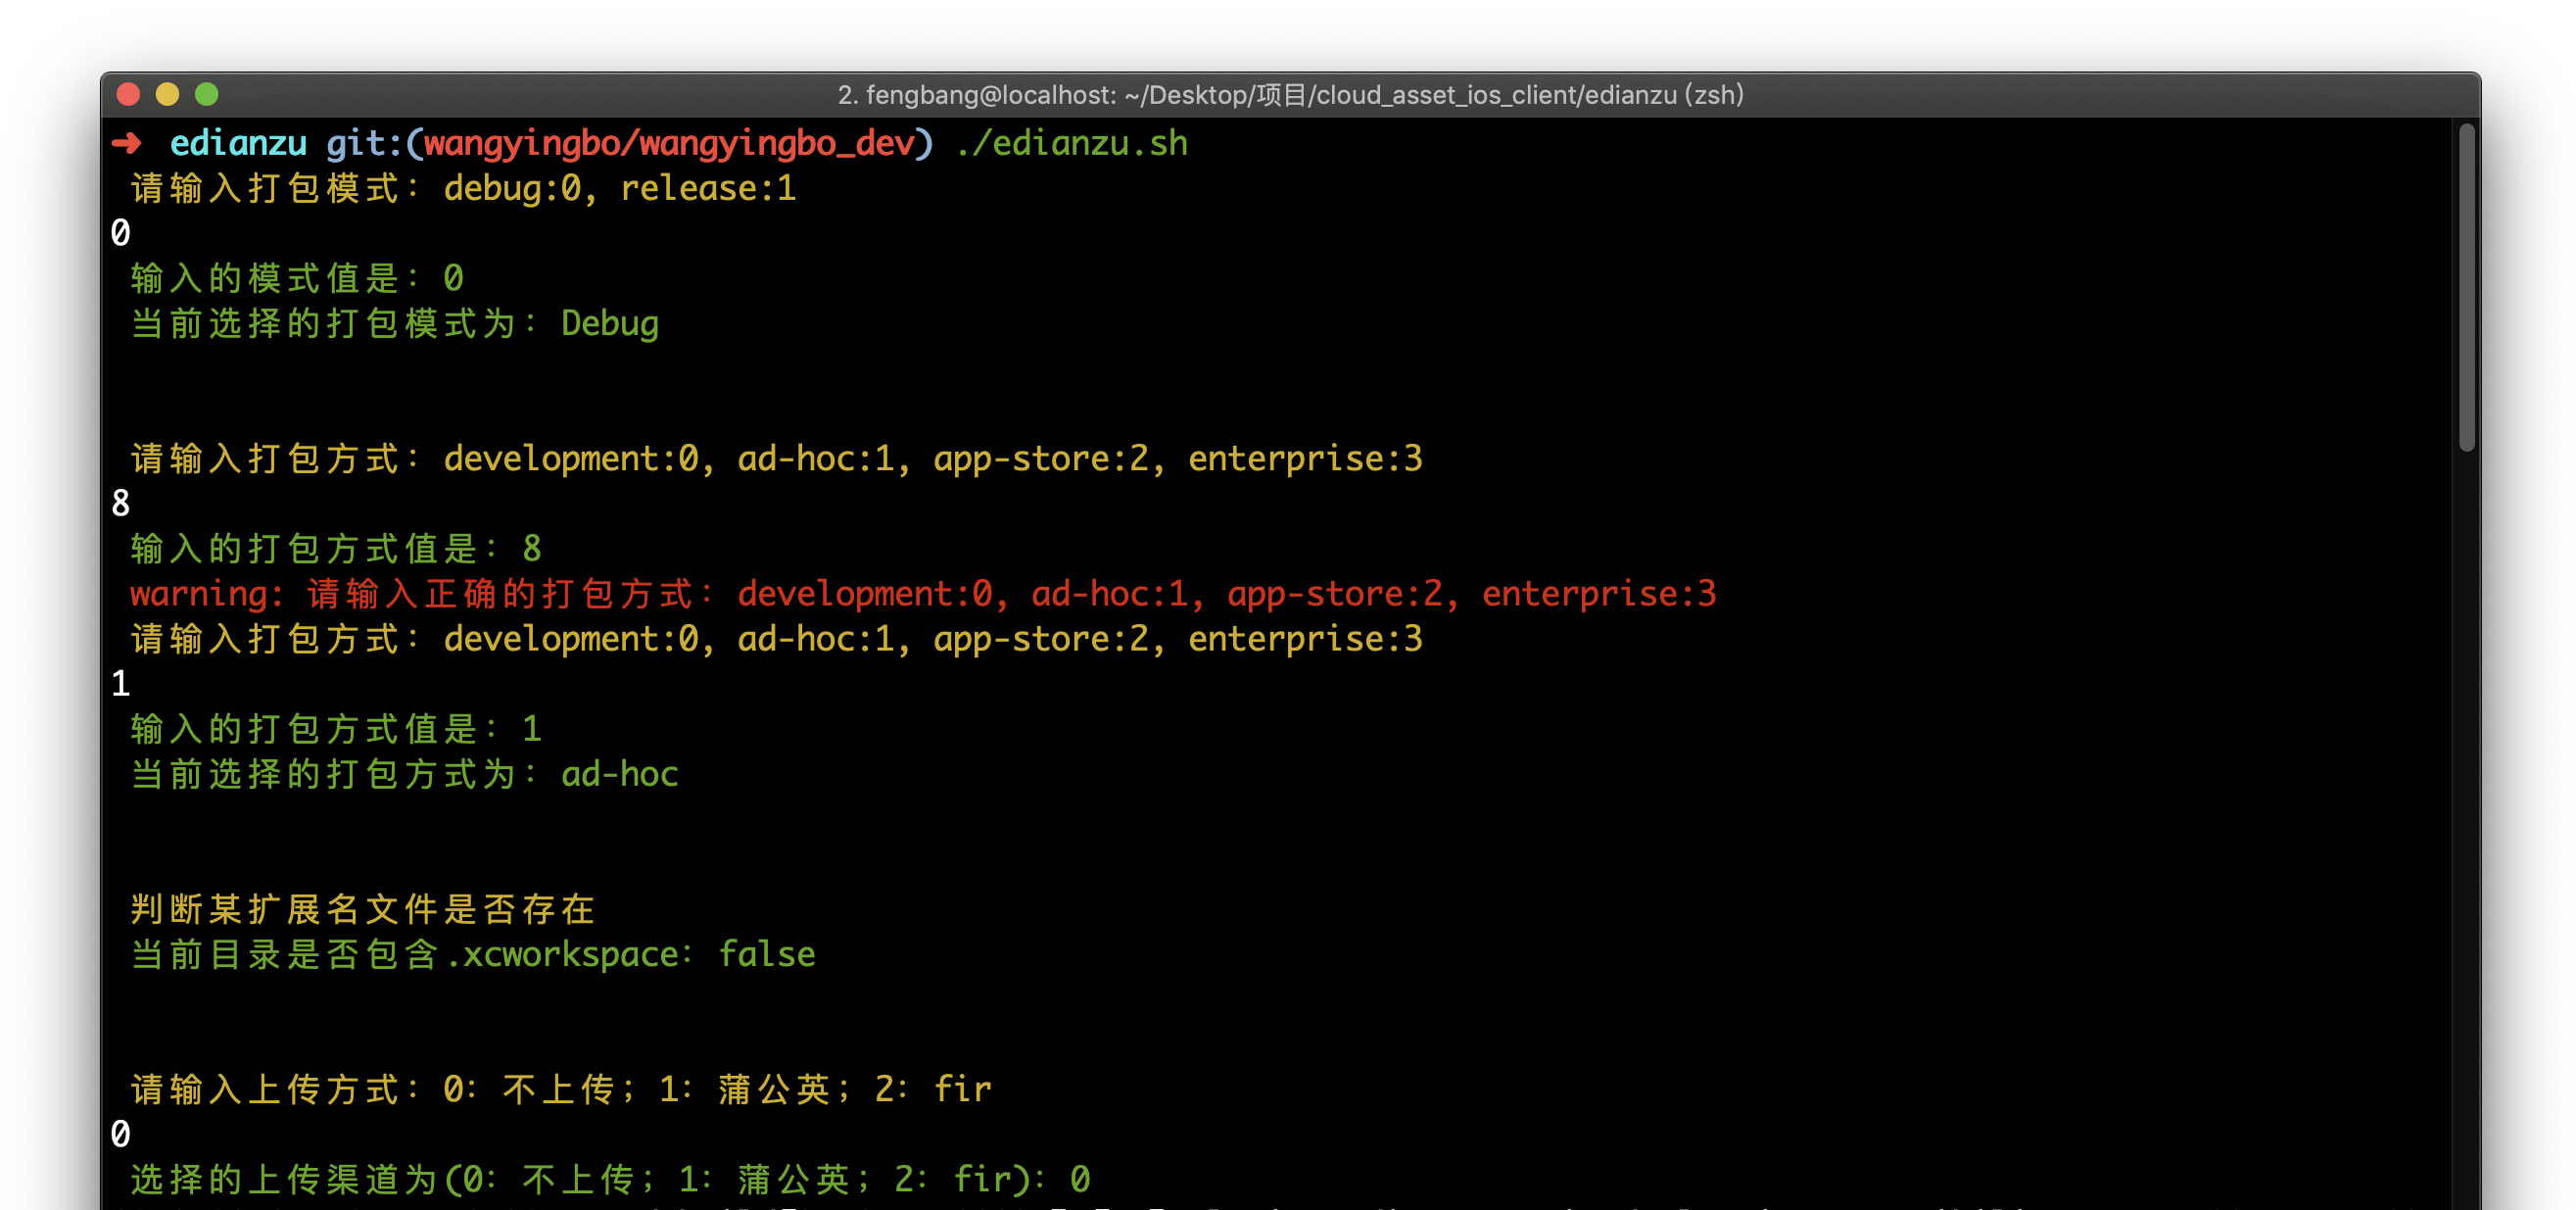 2. fengbang@localhost: ~/Desktop/项目/cloud_asset_ios_client/edianzu (zsh)
➜ edianzu git:(wangyingbo/wangyingbo_dev) ./edianzu.sh
请输入打包模式：debug:0, release:1
0
输入的模式值是：0
当前选择的打包模式为：Debug
请输入打包方式：development:0, ad-hoc:1, app-store:2, enterprise:3
8
输入的打包方式值是：8
warning: 请输入正确的打包方式：development:0, ad-hoc:1, app-store:2, enterprise:3
请输入打包方式：development:0, ad-hoc:1, app-store:2, enterprise:3
1
输入的打包方式值是：1
当前选择的打包方式为：ad-hoc
判断某扩展名文件是否存在
当前目录是否包含.xcworkspace：false
请输入上传方式：0：不上传；1：蒲公英；2：fir
0
选择的上传渠道为(0：不上传；1：蒲公英；2：fir)：0